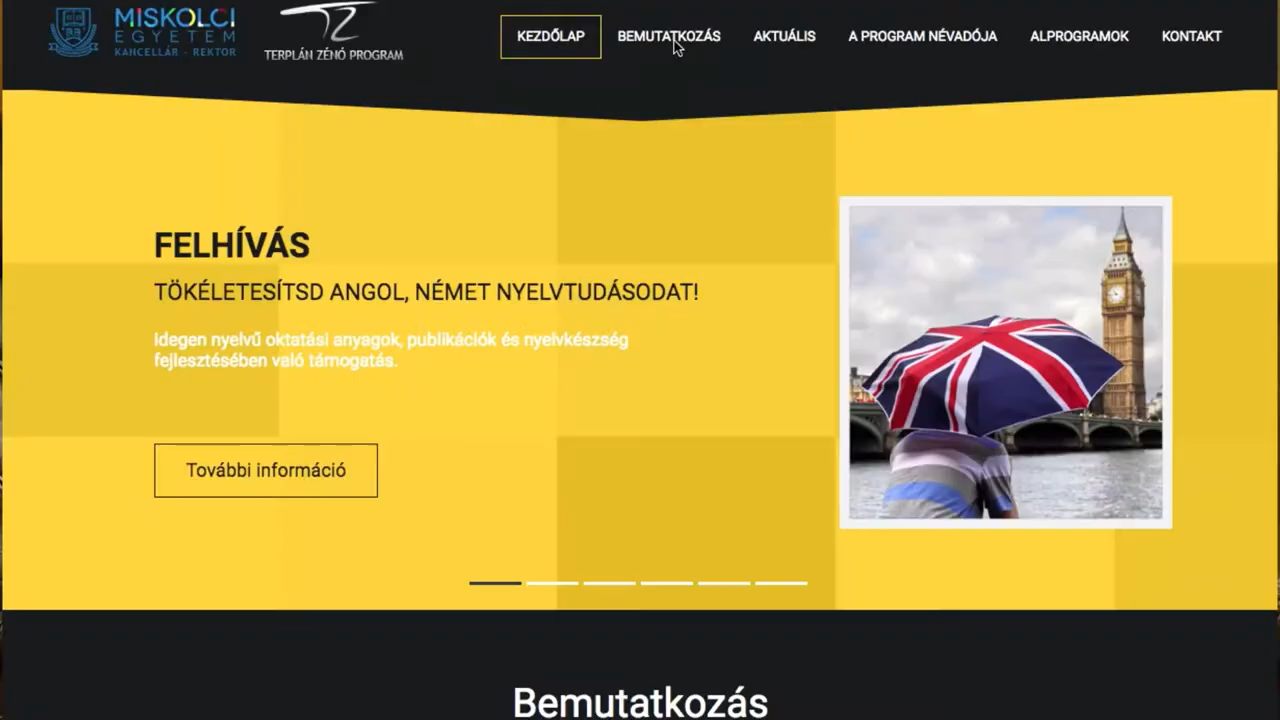 MISKOLCI
EGYETEM
KANCELLÁR - REKTOR
TERPLÁN ZÉNÓ PROGRAM
KEZDŐLAP
BEMUTATKOZÁS
AKTUÁLIS
A PROGRAM NÉVADÓJA
ALPROGRAMOK
KONTAKT
FELHÍVÁS
TÖKÉLETESÍTSD ANGOL, NÉMET NYELVTUDÁSODAT!
Idegen nyelvű oktatási anyagok, publikációk és nyelvkészség
fejlesztésében való támogatás.
További információ
Bemutatkozás